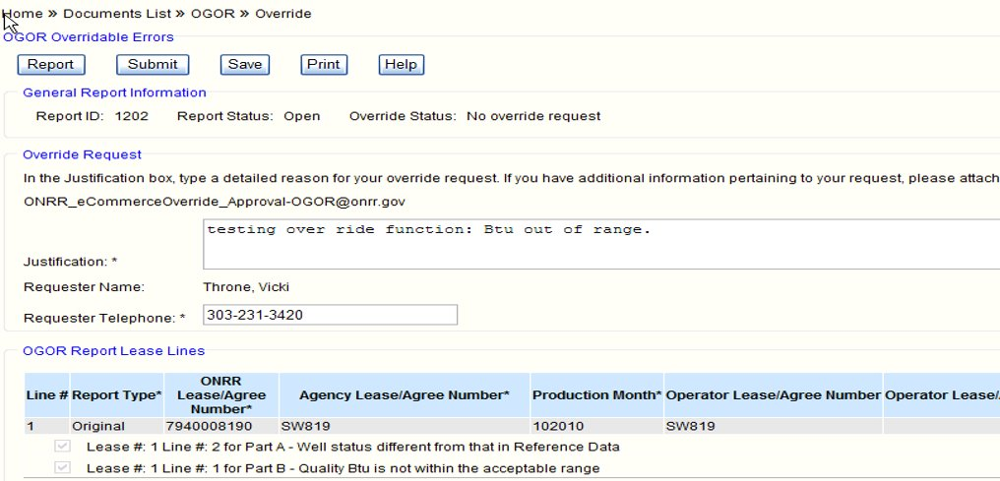 Home » Documents List » OGOR » Override
OGOR Overridable Errors
Report Submit Save Print Help
General Report Information
Report ID: 1202 Report Status: Open Override Status: No override request
Override Request
In the Justification box, type a detailed reason for your override request. If you have additional information pertaining to your request, please attach
ONRR_eCommerceOverride_Approval-OGOR@onrr.gov
testing over ride function: Btu out of range.
Justification: *
Requester Name: Throne, Vicki
Requester Telephone: * 303-231-3420
OGOR Report Lease Lines
Line # Report Type* ONRR Lease/Agree Number* Agency Lease/Agree Number* Production Month* Operator Lease/Agree Number Operator Lease/
1 Original 7940008190 SW819 102010 SW819
Lease #: 1 Line #: 2 for Part A - Well status different from that in Reference Data
Lease #: 1 Line #: 1 for Part B - Quality Btu is not within the acceptable range